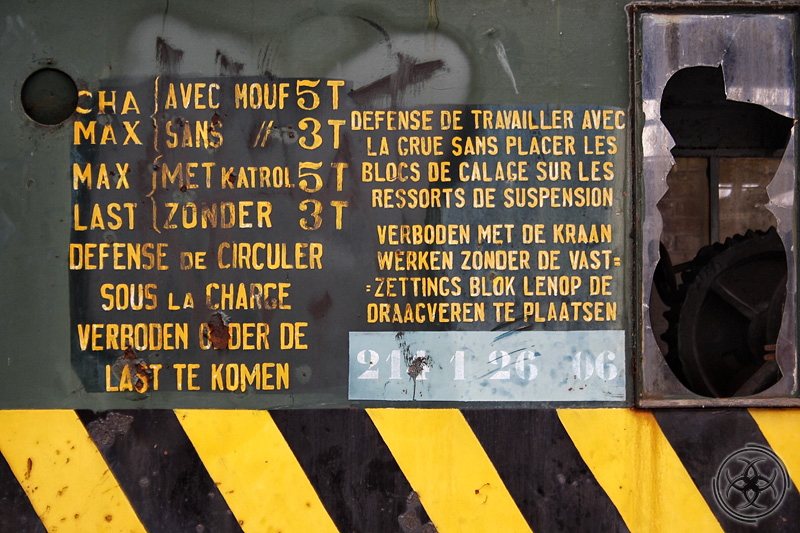 CHA MAX { AVEC MOUF 5T
SANS // 3T
MAX LAST { MET KATROL 5T
ZONDER 3T
DEFENSE DE CIRCULER
SOUS LA CHARGE
VERBODEN ONDER DE
LAST TE KOMEN
DEFENSE DE TRAVAILLER AVEC
LA GRUE SANS PLACER LES
BLOCS DE CALAGE SUR LES
RESSORTS DE SUSPENSION
VERBODEN MET DE KRAAN
WERKEN ZONDER DE VAST=
=ZETTINGS BLOKLENOP DE
DRAAGVEREN TE PLAATSEN
1 26 06